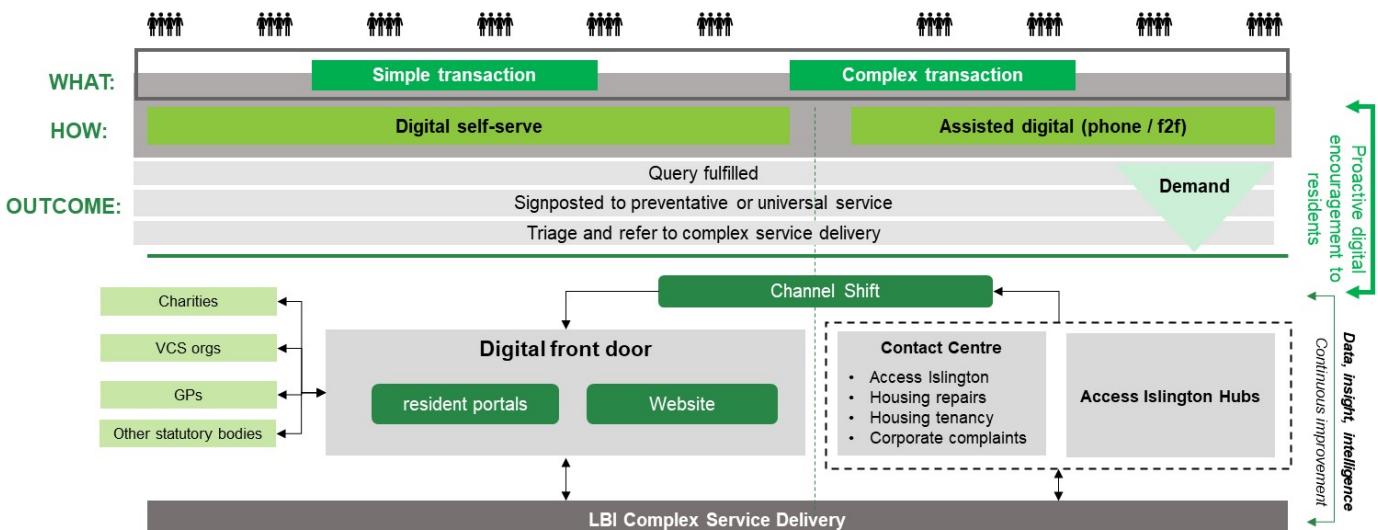 WHAT:
Simple transaction
Complex transaction
HOW:
Digital self-serve
Assisted digital (phone / f2f)
OUTCOME:
Query fulfilled
Signposted to preventative or universal service
Triage and refer to complex service delivery
Demand
Proactive digital
encouragement to
residents
Channel Shift
Charities
VCS orgs
GPs
Other statutory bodies
Digital front door
resident portals
Website
Contact Centre
• Access Islington
• Housing repairs
• Housing tenancy
• Corporate complaints
Access Islington Hubs
Data, insight, intelligence
Continuous improvement
LBI Complex Service Delivery